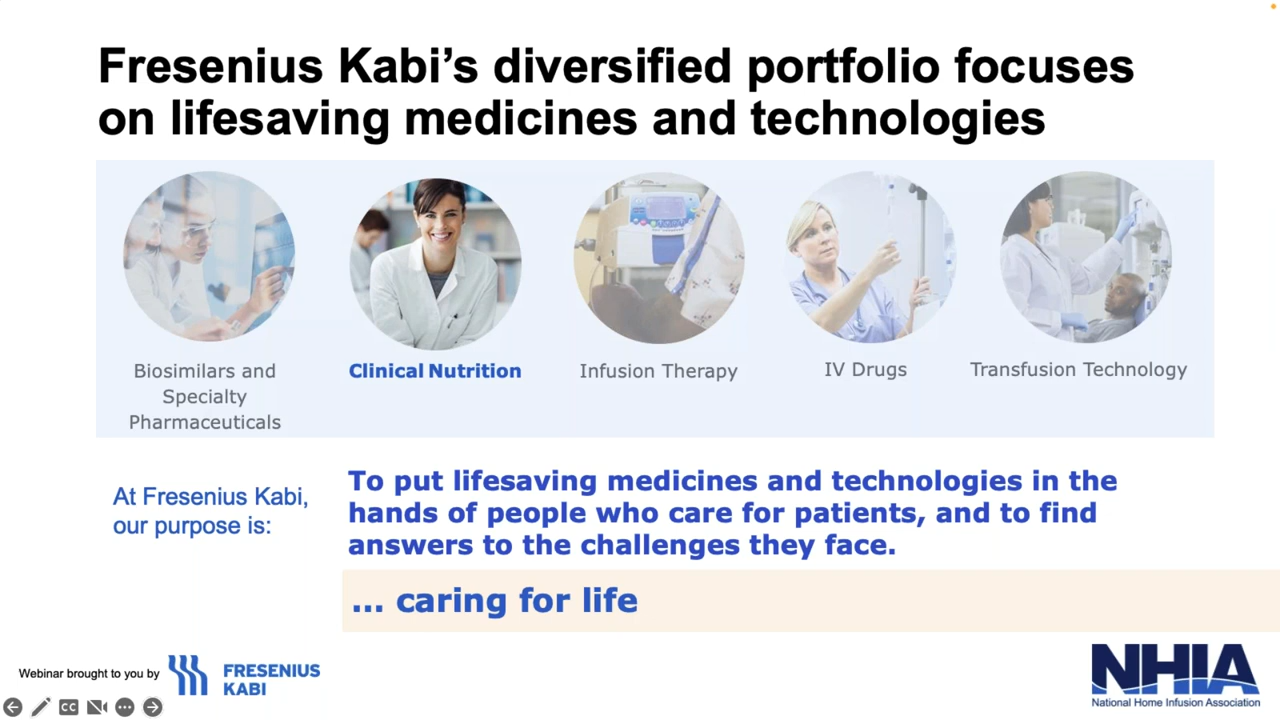 Fresenius Kabi’s diversified portfolio focuses
on lifesaving medicines and technologies
Biosimilars and
Specialty
Pharmaceuticals
Clinical Nutrition
Infusion Therapy
IV Drugs
Transfusion Technology
At Fresenius Kabi,
our purpose is:
To put lifesaving medicines and technologies in the
hands of people who care for patients, and to find
answers to the challenges they face.
... caring for life
Webinar brought to you by
FRESENIUS
KABI
NHIA
National Home Infusion Association
CC